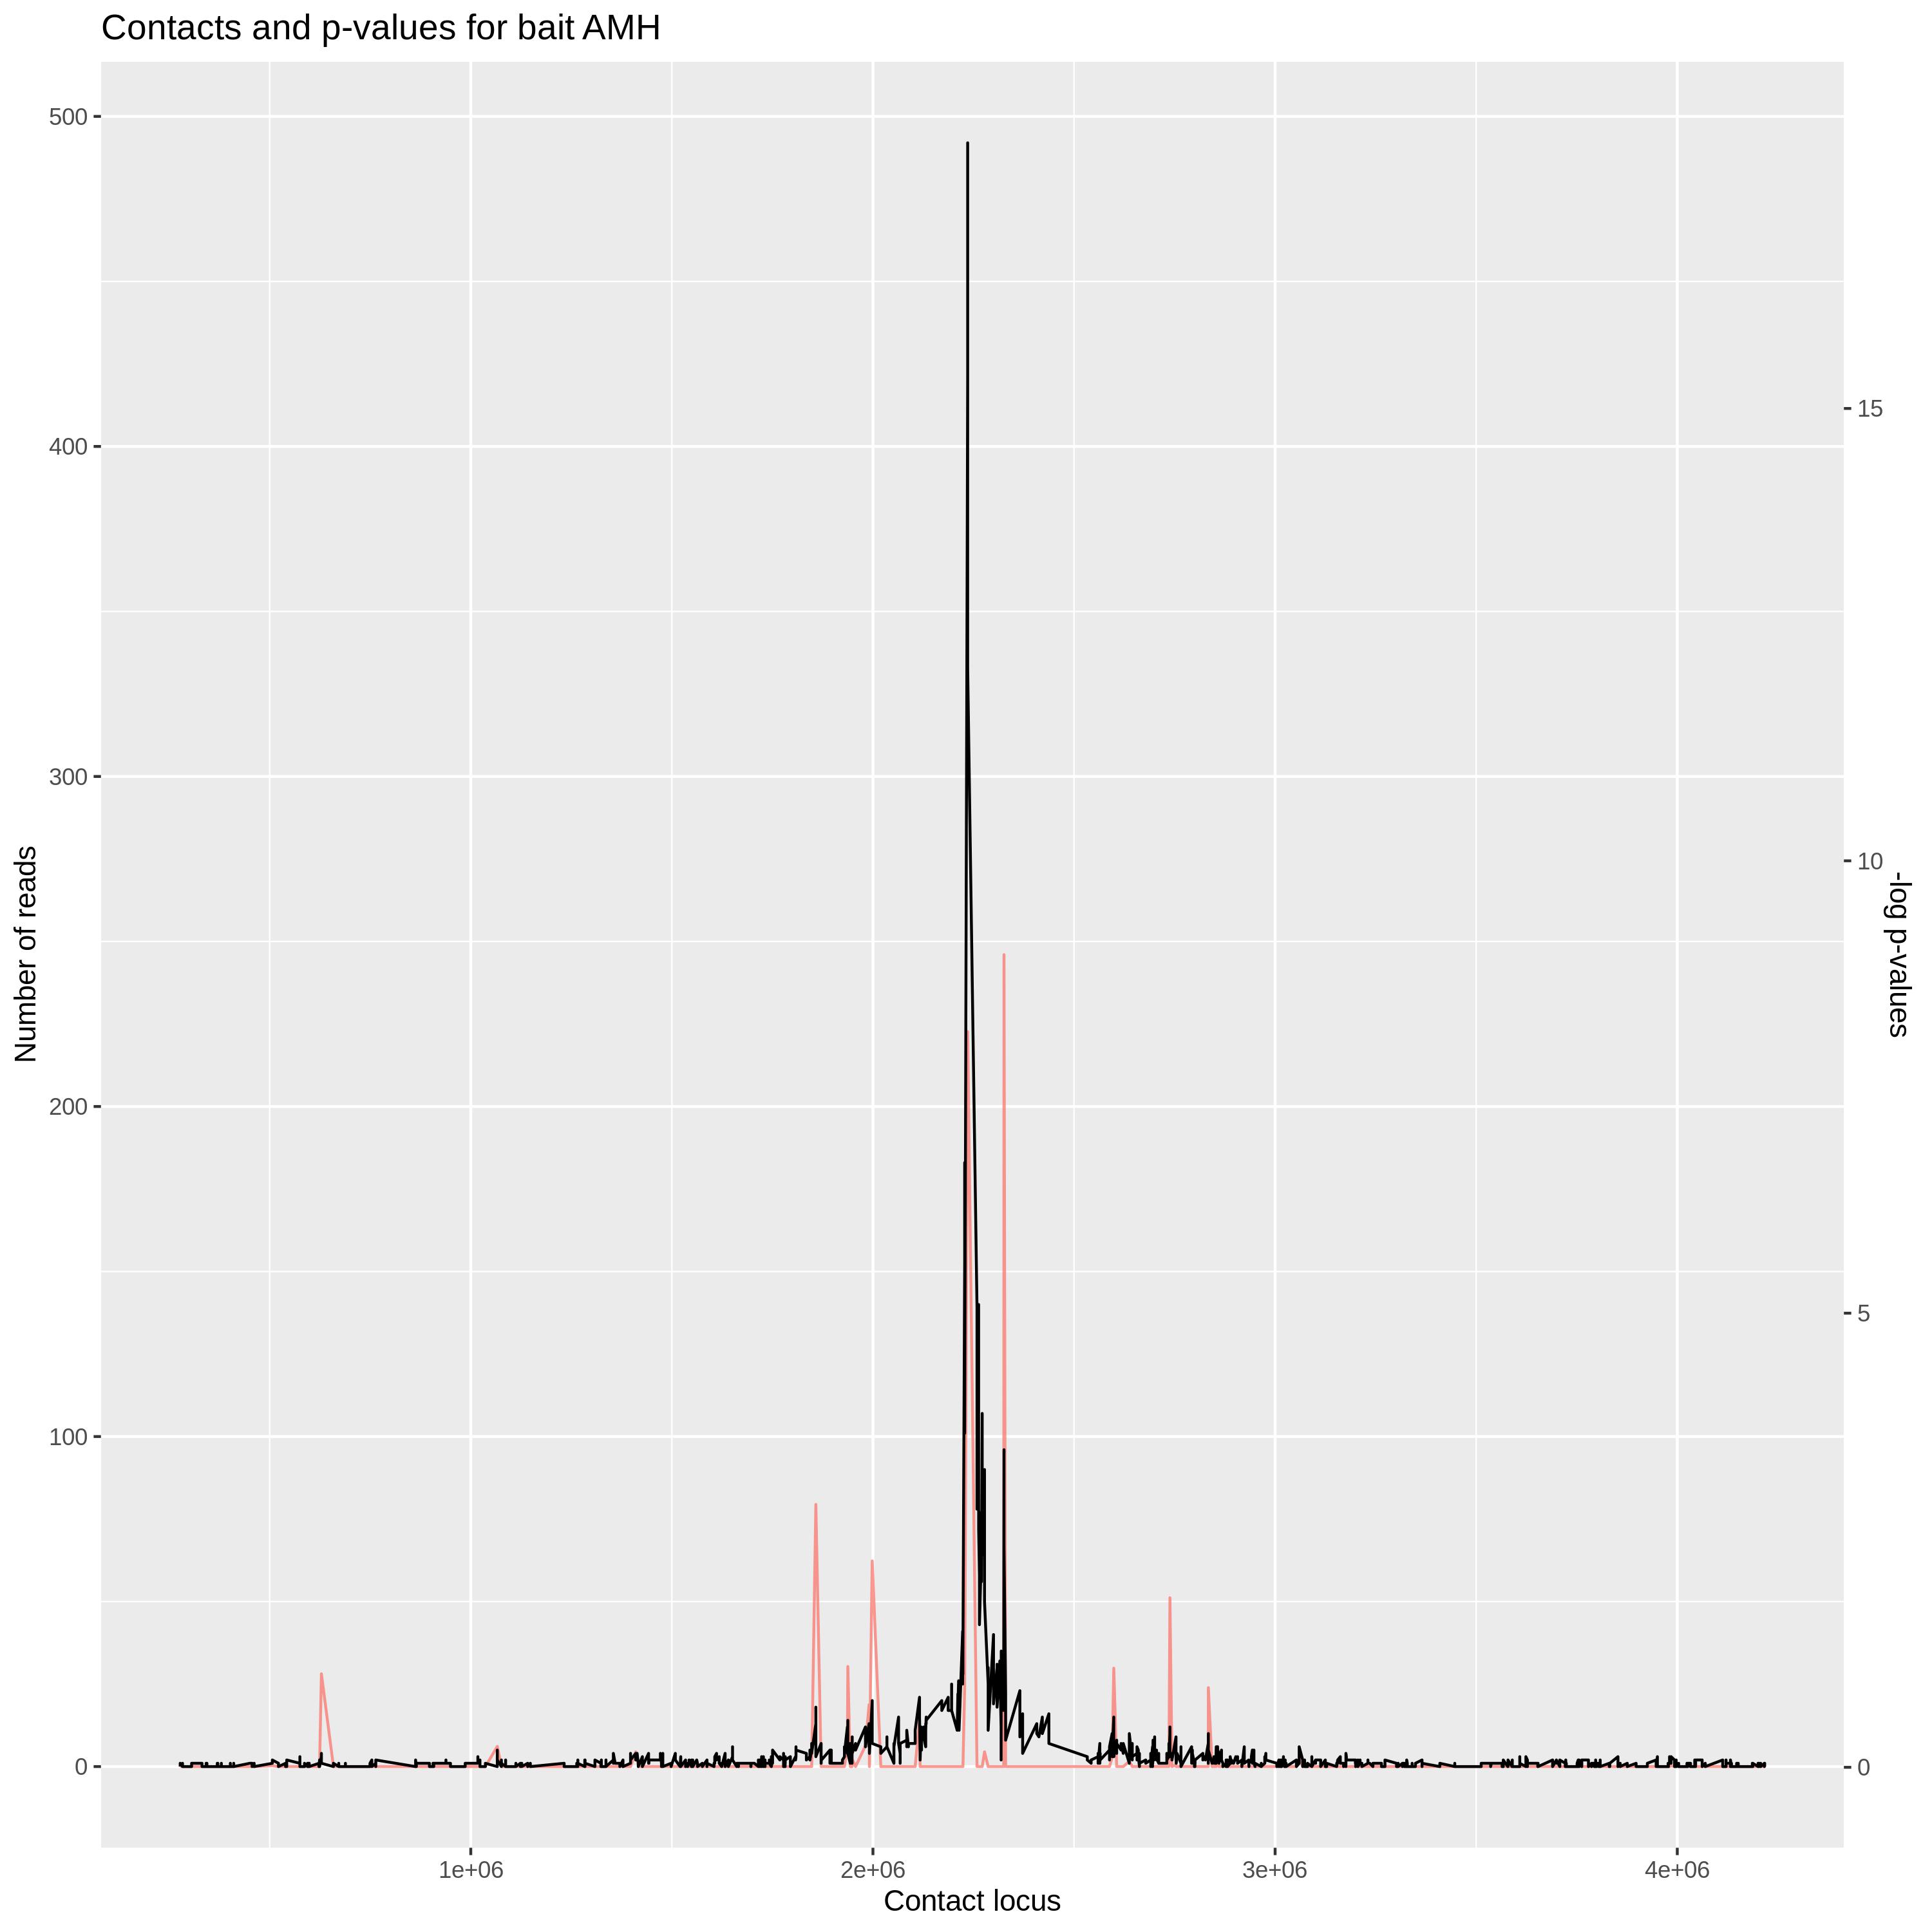 Contacts and p-values for bait AMH
500
400
300
200
100
0
Number of reads
15
10
5
0
-log p-values
1e+06
2e+06
3e+06
4e+06
Contact locus